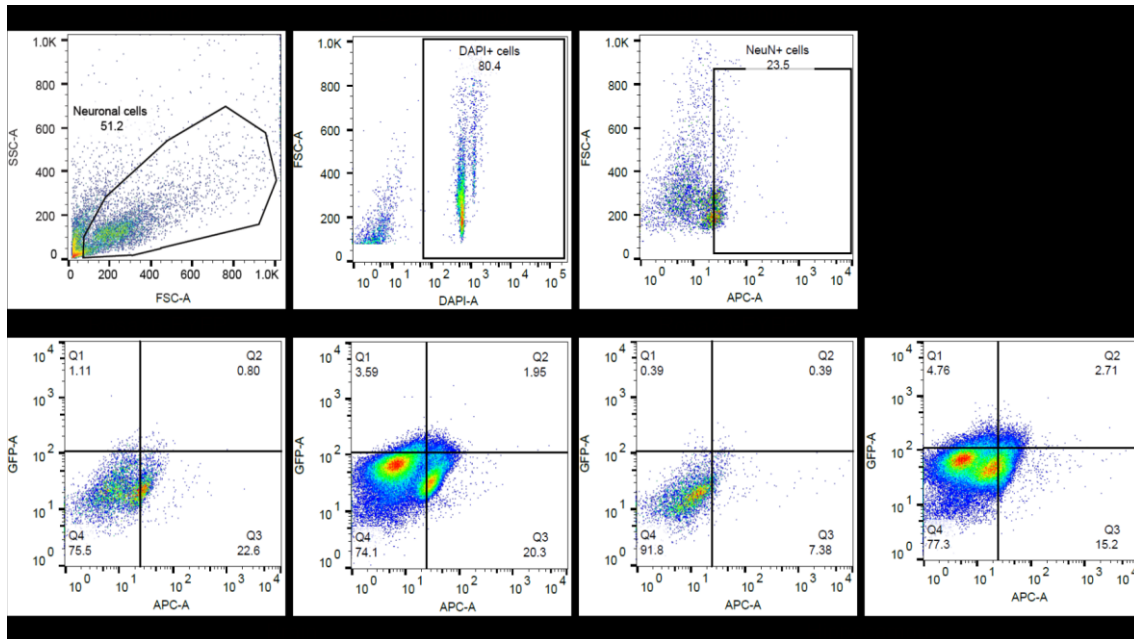 1.0K
800
600
400
200
0
Neuronal cells
51.2
SSC-A
0 200 400 600 800 1.0K
FSC-A
1.0K
800
600
400
200
0
DAPI+ cells
80.4
FSC-A
10^0 10^1 10^2 10^3 10^4 10^5
DAPI-A
1.0K
800
600
400
200
0
NeuN+ cells
23.5
FSC-A
10^0 10^1 10^2 10^3 10^4
APC-A
10^4
10^3
10^2
10^1
10^0
Q1
1.11
Q2
0.80
GFP-A
Q4
75.5
Q3
22.6
10^0 10^1 10^2 10^3 10^4
APC-A
10^4
10^3
10^2
10^1
10^0
Q1
3.59
Q2
1.95
GFP-A
Q4
74.1
Q3
20.3
10^0 10^1 10^2 10^3 10^4
APC-A
10^4
10^3
10^2
10^1
10^0
Q1
0.39
Q2
0.39
GFP-A
Q4
91.8
Q3
7.38
10^0 10^1 10^2 10^3 10^4
APC-A
10^4
10^3
10^2
10^1
10^0
Q1
4.76
Q2
2.71
GFP-A
Q4
77.3
Q3
15.2
10^0 10^1 10^2 10^3 10^4
APC-A